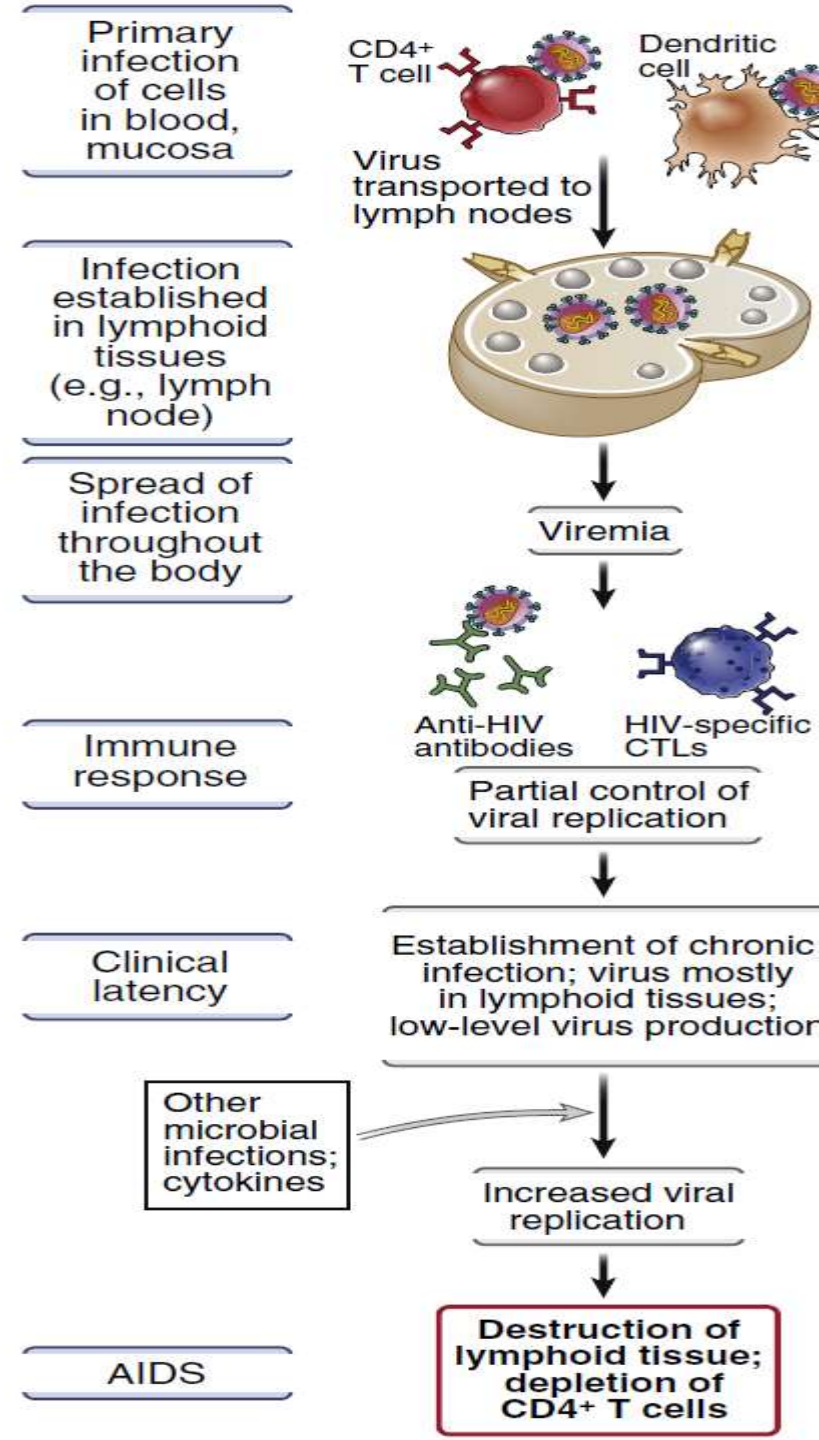 Primary
infection
of cells
in blood,
mucosa
CD4+
T cell
Dendritic
cell
Virus
transported to
lymph nodes
Infection
established
in lymphoid
tissues
(e.g., lymph
node)
Spread of
infection
throughout
the body
Viremia
Anti-HIV
antibodies
HIV-specific
CTLs
Immune
response
Partial control of
viral replication
Clinical
latency
Establishment of chronic
infection; virus mostly
in lymphoid tissues;
low-level virus production
Other
microbial
infections;
cytokines
Increased viral
replication
AIDS
Destruction of
lymphoid tissue;
depletion of
CD4+ T cells